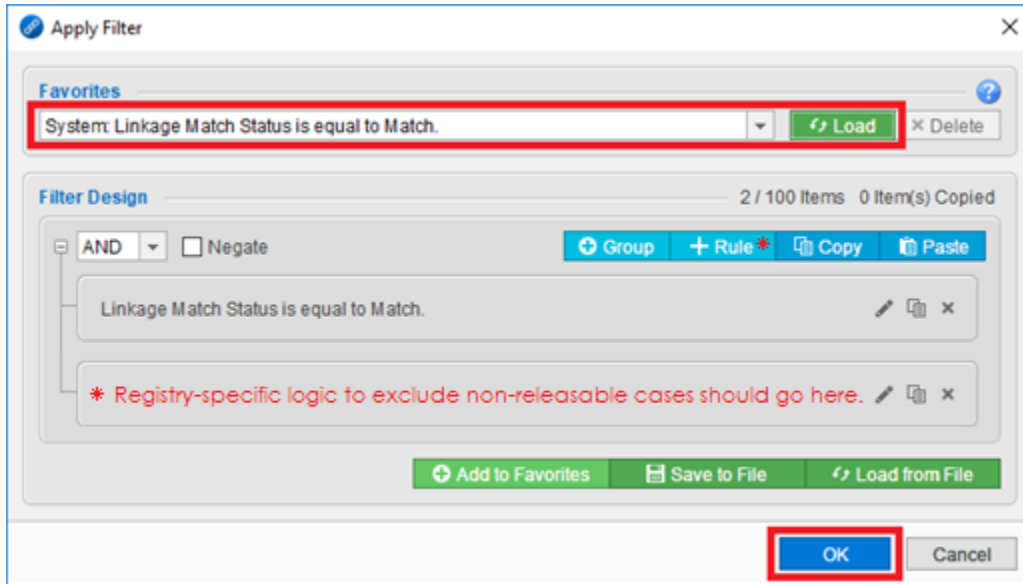 Apply Filter
Favorites
System: Linkage Match Status is equal to Match.
Load
Delete
Filter Design
2 / 100 Items 0 Item(s) Copied
AND
Negate
Group
Rule*
Copy
Paste
Linkage Match Status is equal to Match.
* Registry-specific logic to exclude non-releasable cases should go here.
Add to Favorites
Save to File
Load from File
OK
Cancel